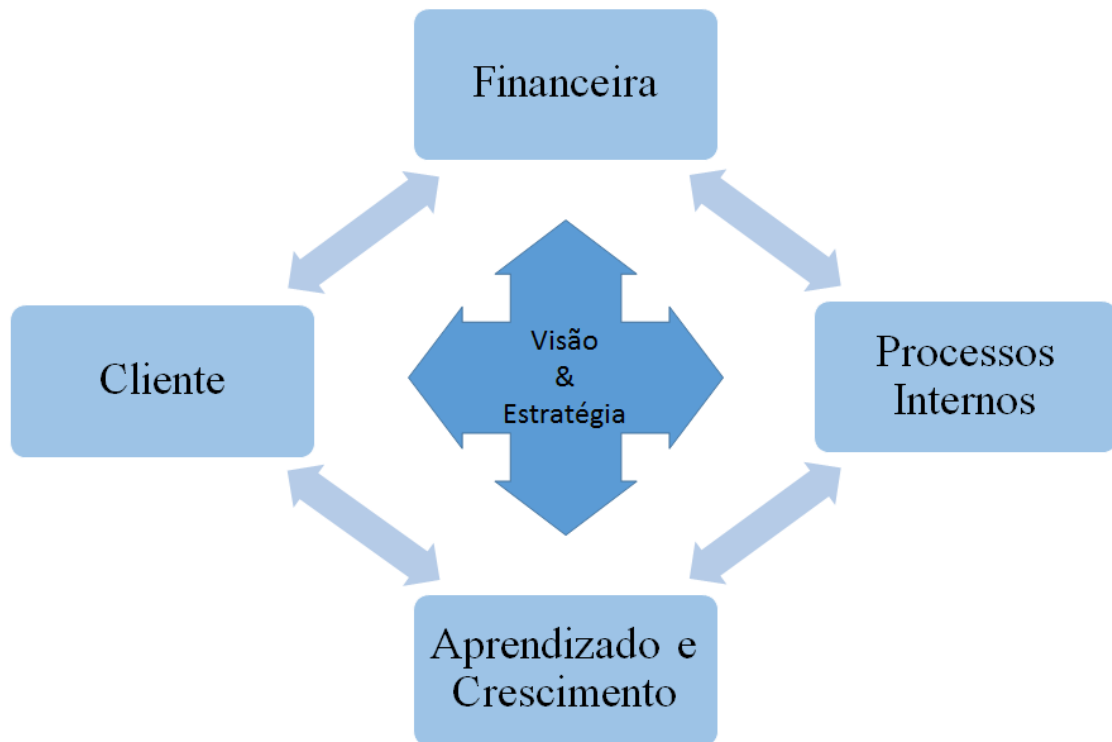 Financeira
Cliente
Visão
&
Estratégia
Processos
Internos
Aprendizado e
Crescimento